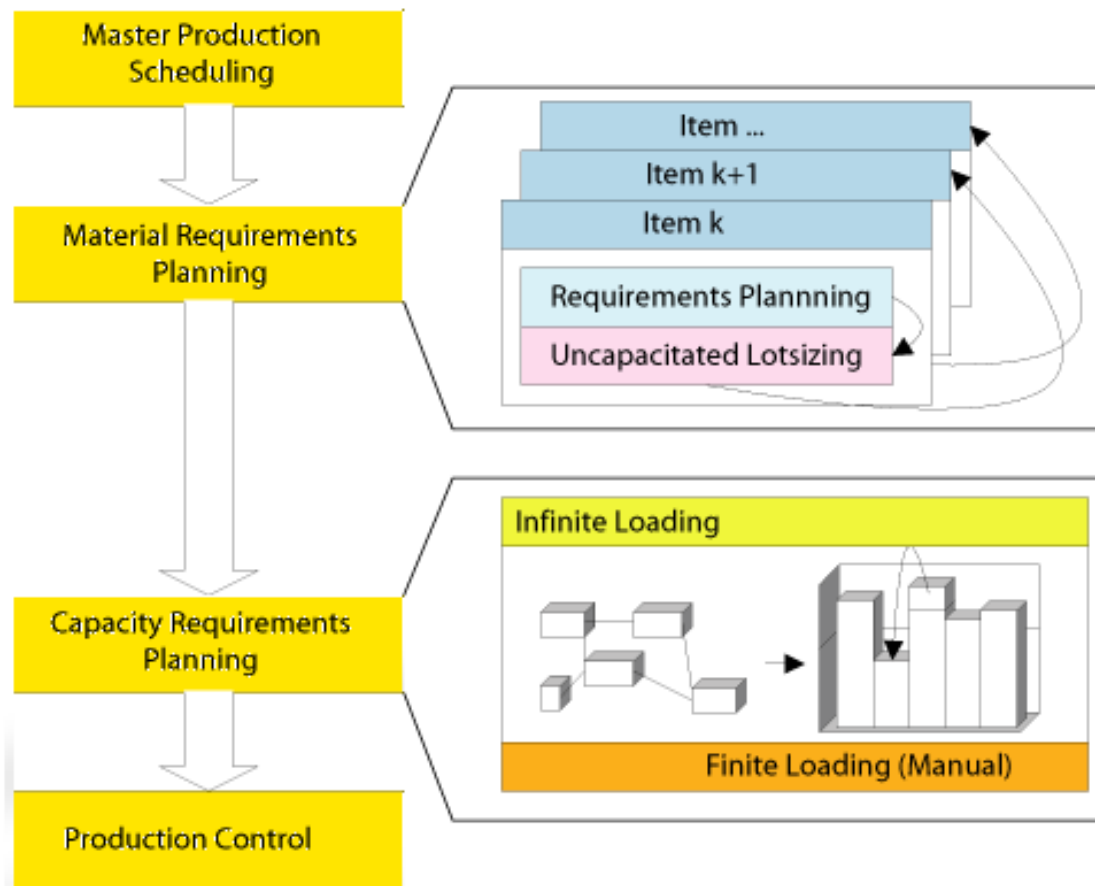 Master Production
Scheduling
Item ...
Item k+1
Item k
Material Requirements
Planning
Requirements Plannning
Uncapacitated Lotsizing
Infinite Loading
Capacity Requirements
Planning
Finite Loading (Manual)
Production Control